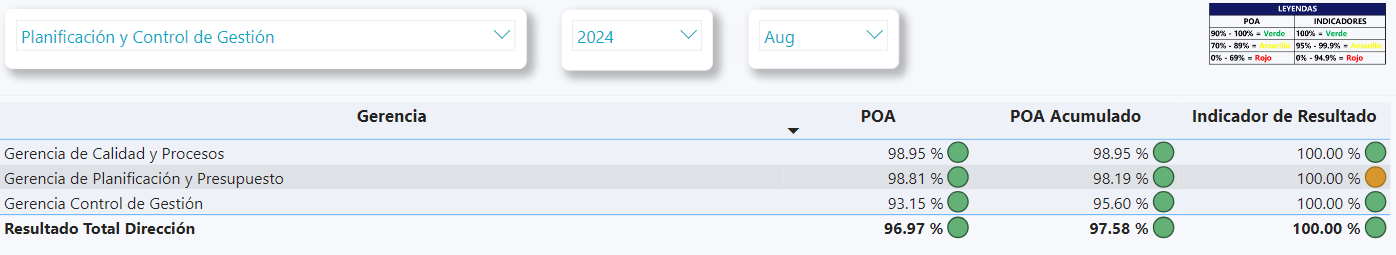 Planificación y Control de Gestión
2024
Aug
LEYENDAS
POA INDICADORES
90% - 100% = Verde 100% = Verde
70% - 89% = Amarillo 95% - 99.9% = Amarillo
0% - 69% = Rojo 0% - 94.9% = Rojo
Gerencia POA POA Acumulado Indicador de Resultado
Gerencia de Calidad y Procesos 98.95 % 98.95 % 100.00 %
Gerencia de Planificación y Presupuesto 98.81 % 98.19 % 100.00 %
Gerencia Control de Gestión 93.15 % 95.60 % 100.00 %
Resultado Total Dirección 96.97 % 97.58 % 100.00 %